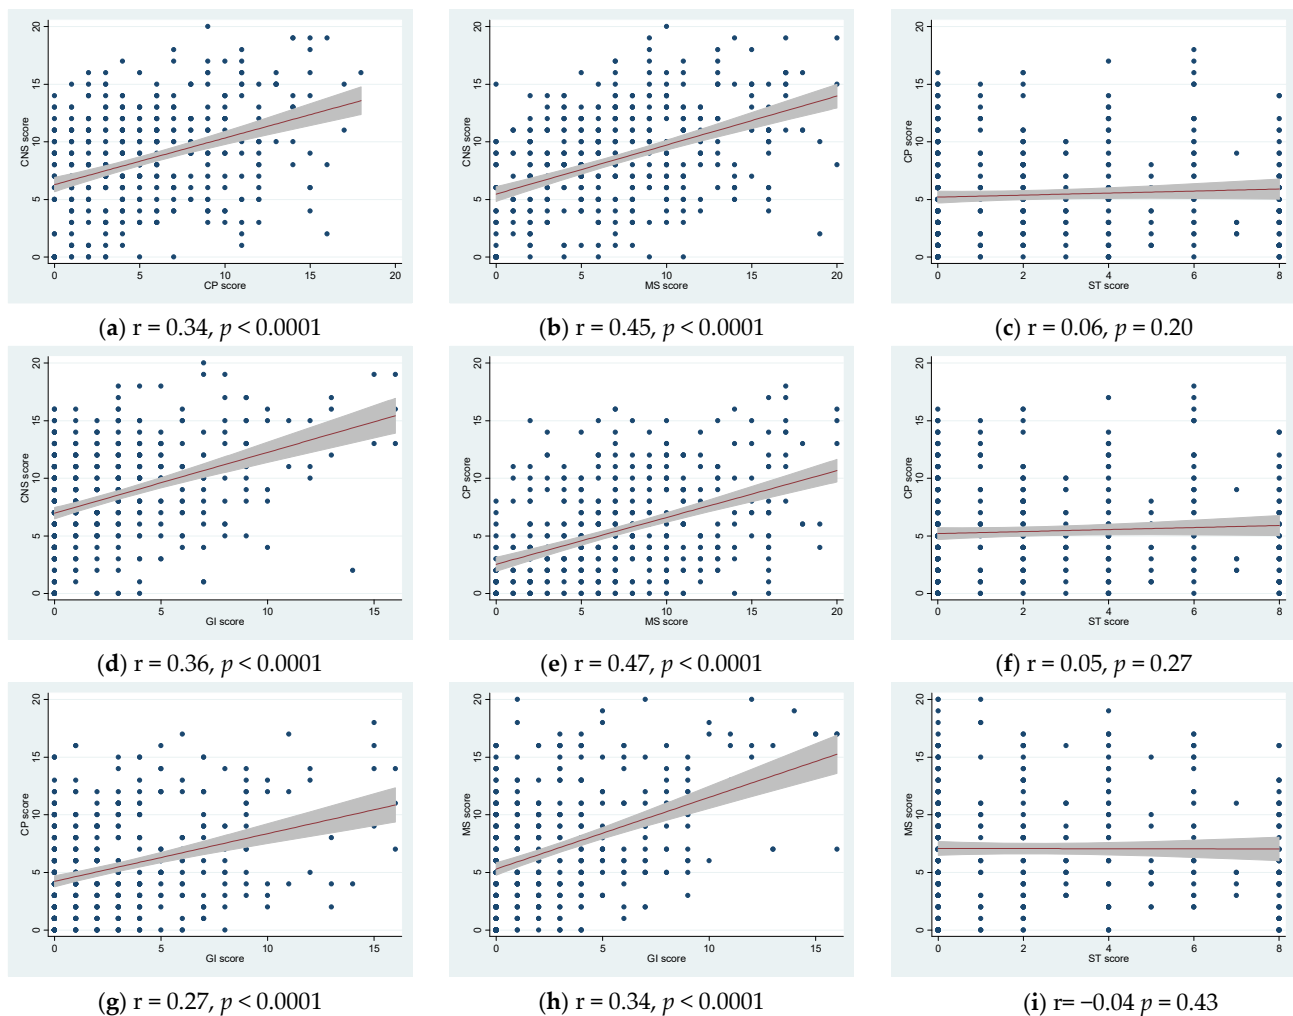 20
15
10
5
0
CNS score
0 5 10 15 20
CP score
20
15
10
5
0
CNS score
0 5 10 15 20
MS score
20
15
10
5
0
CP score
0 2 4 6 8
ST score
(a) r = 0.34, p < 0.0001
(b) r = 0.45, p < 0.0001
(c) r = 0.06, p = 0.20
20
15
10
5
0
CNS score
0 5 10 15
GI score
20
15
10
5
0
CP score
0 5 10 15 20
MS score
20
15
10
5
0
CP score
0 2 4 6 8
ST score
(d) r = 0.36, p < 0.0001
(e) r = 0.47, p < 0.0001
(f) r = 0.05, p = 0.27
20
15
10
5
0
CP score
0 5 10 15
GI score
20
15
10
5
0
MS score
0 5 10 15
GI score
20
15
10
5
0
MS score
0 2 4 6 8
ST score
(g) r = 0.27, p < 0.0001
(h) r = 0.34, p < 0.0001
(i) r= −0.04 p = 0.43